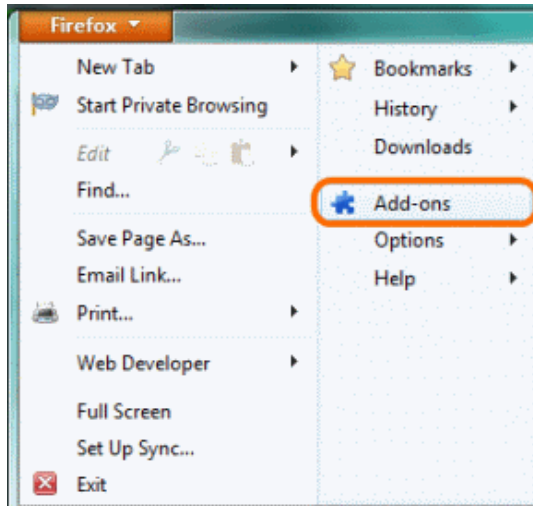 Firefox
New Tab
Start Private Browsing
Edit
Find...
Save Page As...
Email Link...
Print...
Web Developer
Full Screen
Set Up Sync...
Exit
Bookmarks
History
Downloads
Add-ons
Options
Help